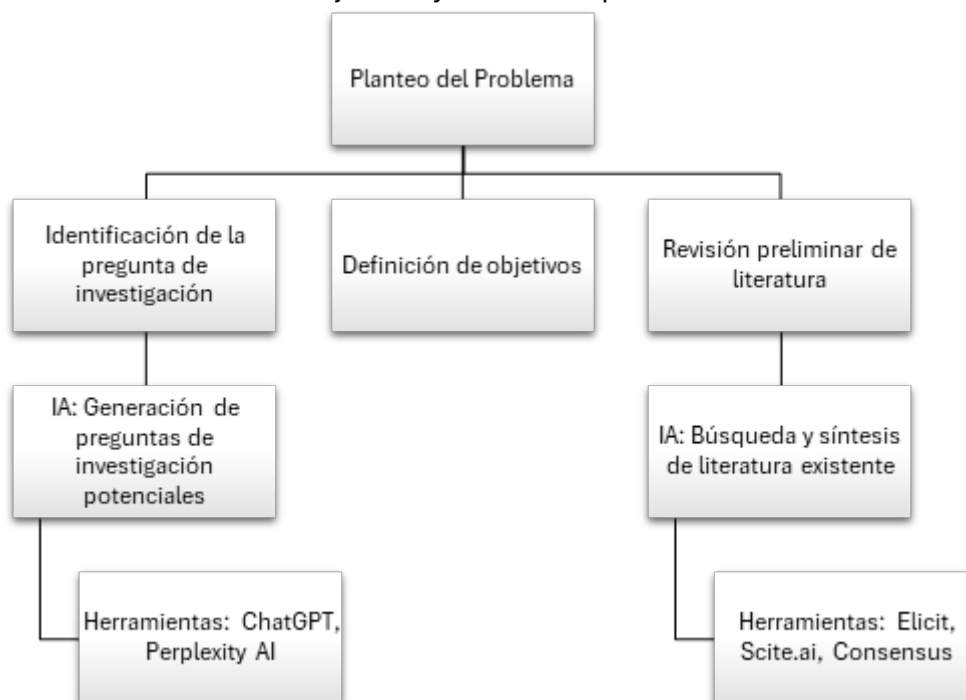 Planteo del Problema
Identificación de la
pregunta de
investigación
Definición de objetivos
Revisión preliminar de
literatura
IA: Generación de
preguntas de
investigación
potenciales
IA: Búsqueda y síntesis
de literatura existente
Herramientas: ChatGPT,
Perplexity AI
Herramientas: Elicit,
Scite.ai, Consensus